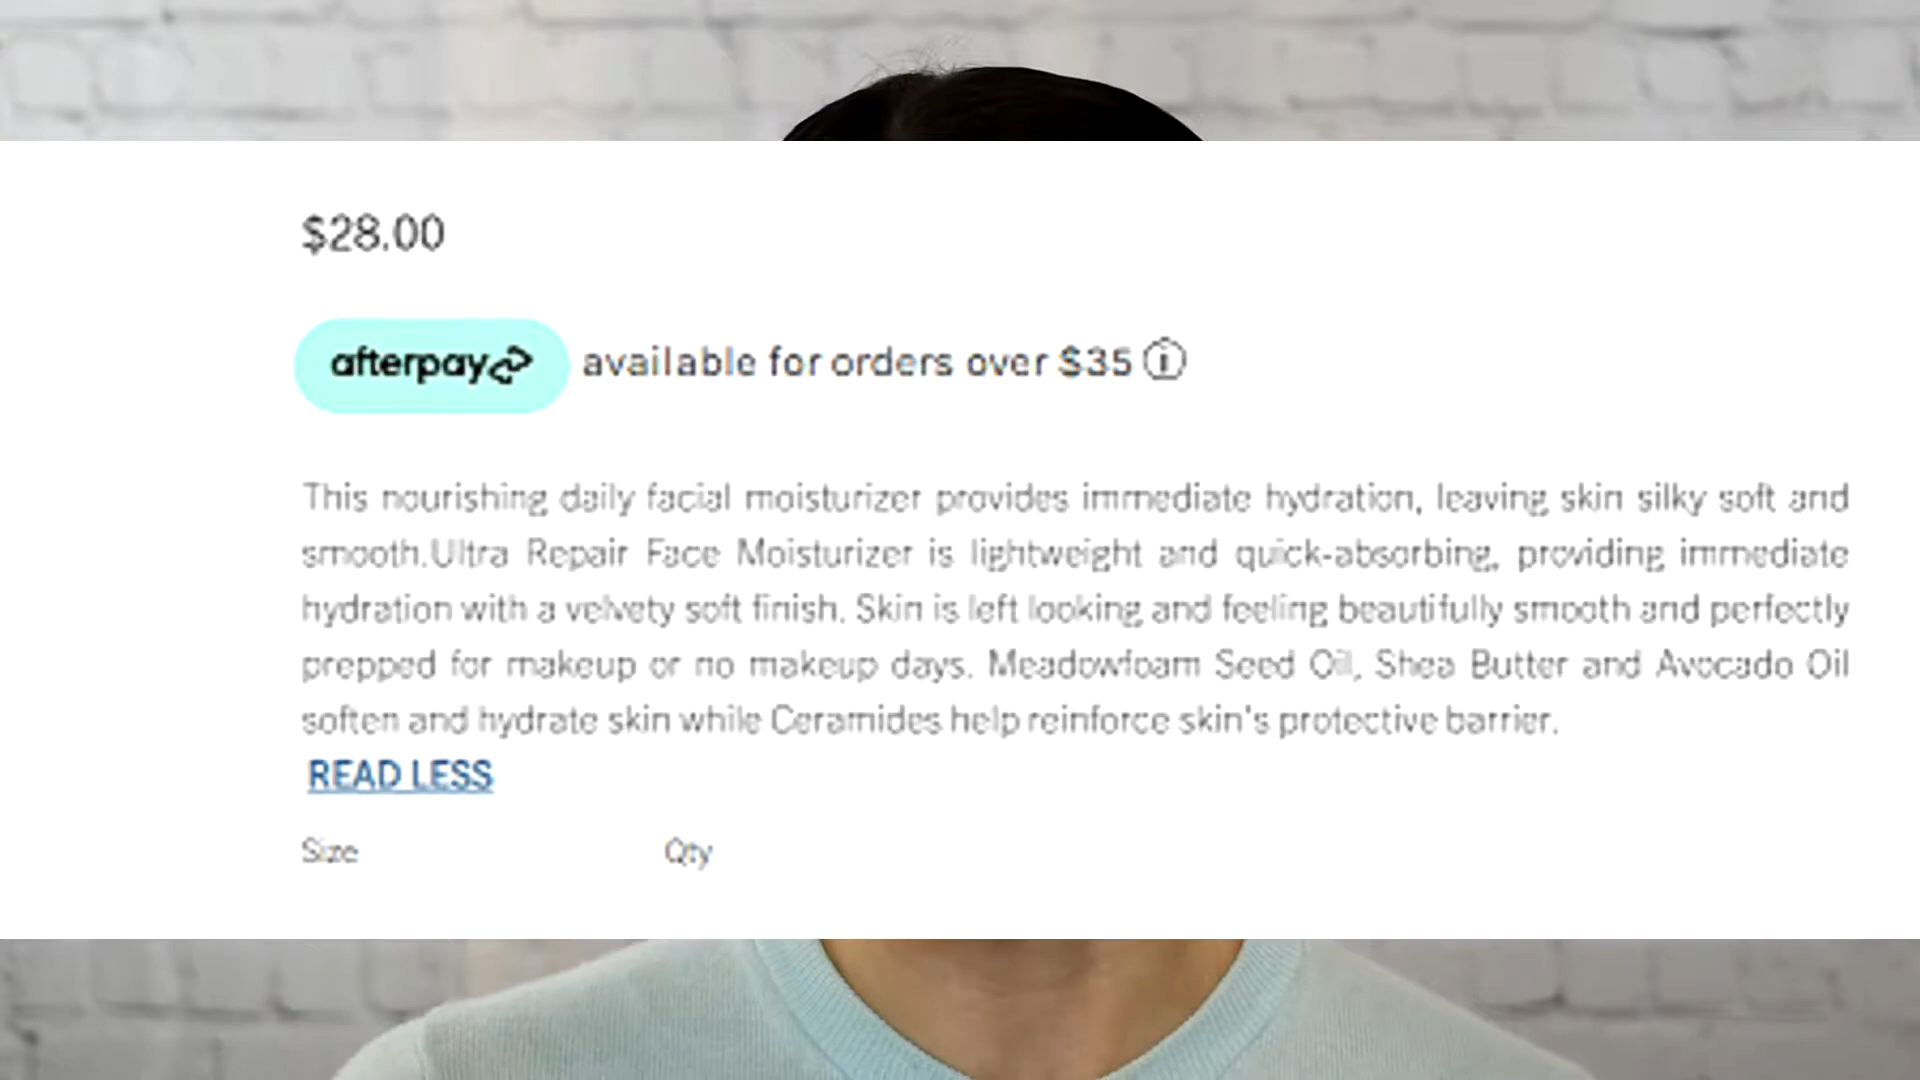 $28.00
afterpay available for orders over $35
This nourishing daily facial moisturizer provides immediate hydration, leaving skin silky soft and
smooth.Ultra Repair Face Moisturizer is lightweight and quick-absorbing, providing immediate
hydration with a velvety soft finish. Skin is left looking and feeling beautifully smooth and perfectly
prepped for makeup or no makeup days. Meadowfoam Seed Oil, Shea Butter and Avocado Oil
soften and hydrate skin while Ceramides help reinforce skin's protective barrier.
READ LESS
Size Qty